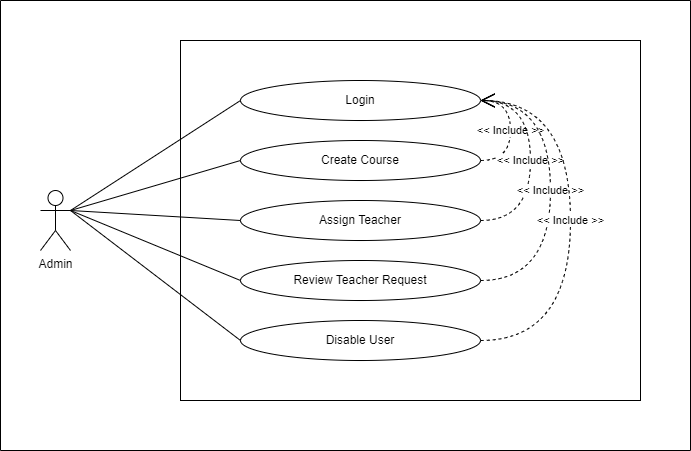 Login
<< Include >>
Create Course
<< Include >>
<< Include >>
Assign Teacher
<< Include >>
Admin
Review Teacher Request
Disable User